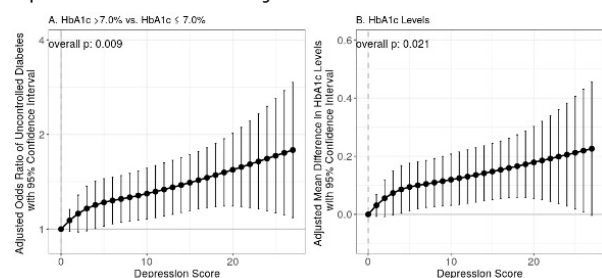 A. HbA1c >7.0% vs. HbA1c ≤ 7.0%
overall p: 0.009
Adjusted Odds Ratio of Uncontrolled Diabetes
with 95% Confidence Interval
4
2
1
0
10
20
Depression Score
B. HbA1c Levels
overall p: 0.021
Adjusted Mean Difference In HbA1c Levels
with 95% Confidence Interval
0.6
0.4
0.2
0.0
0
10
20
Depression Score